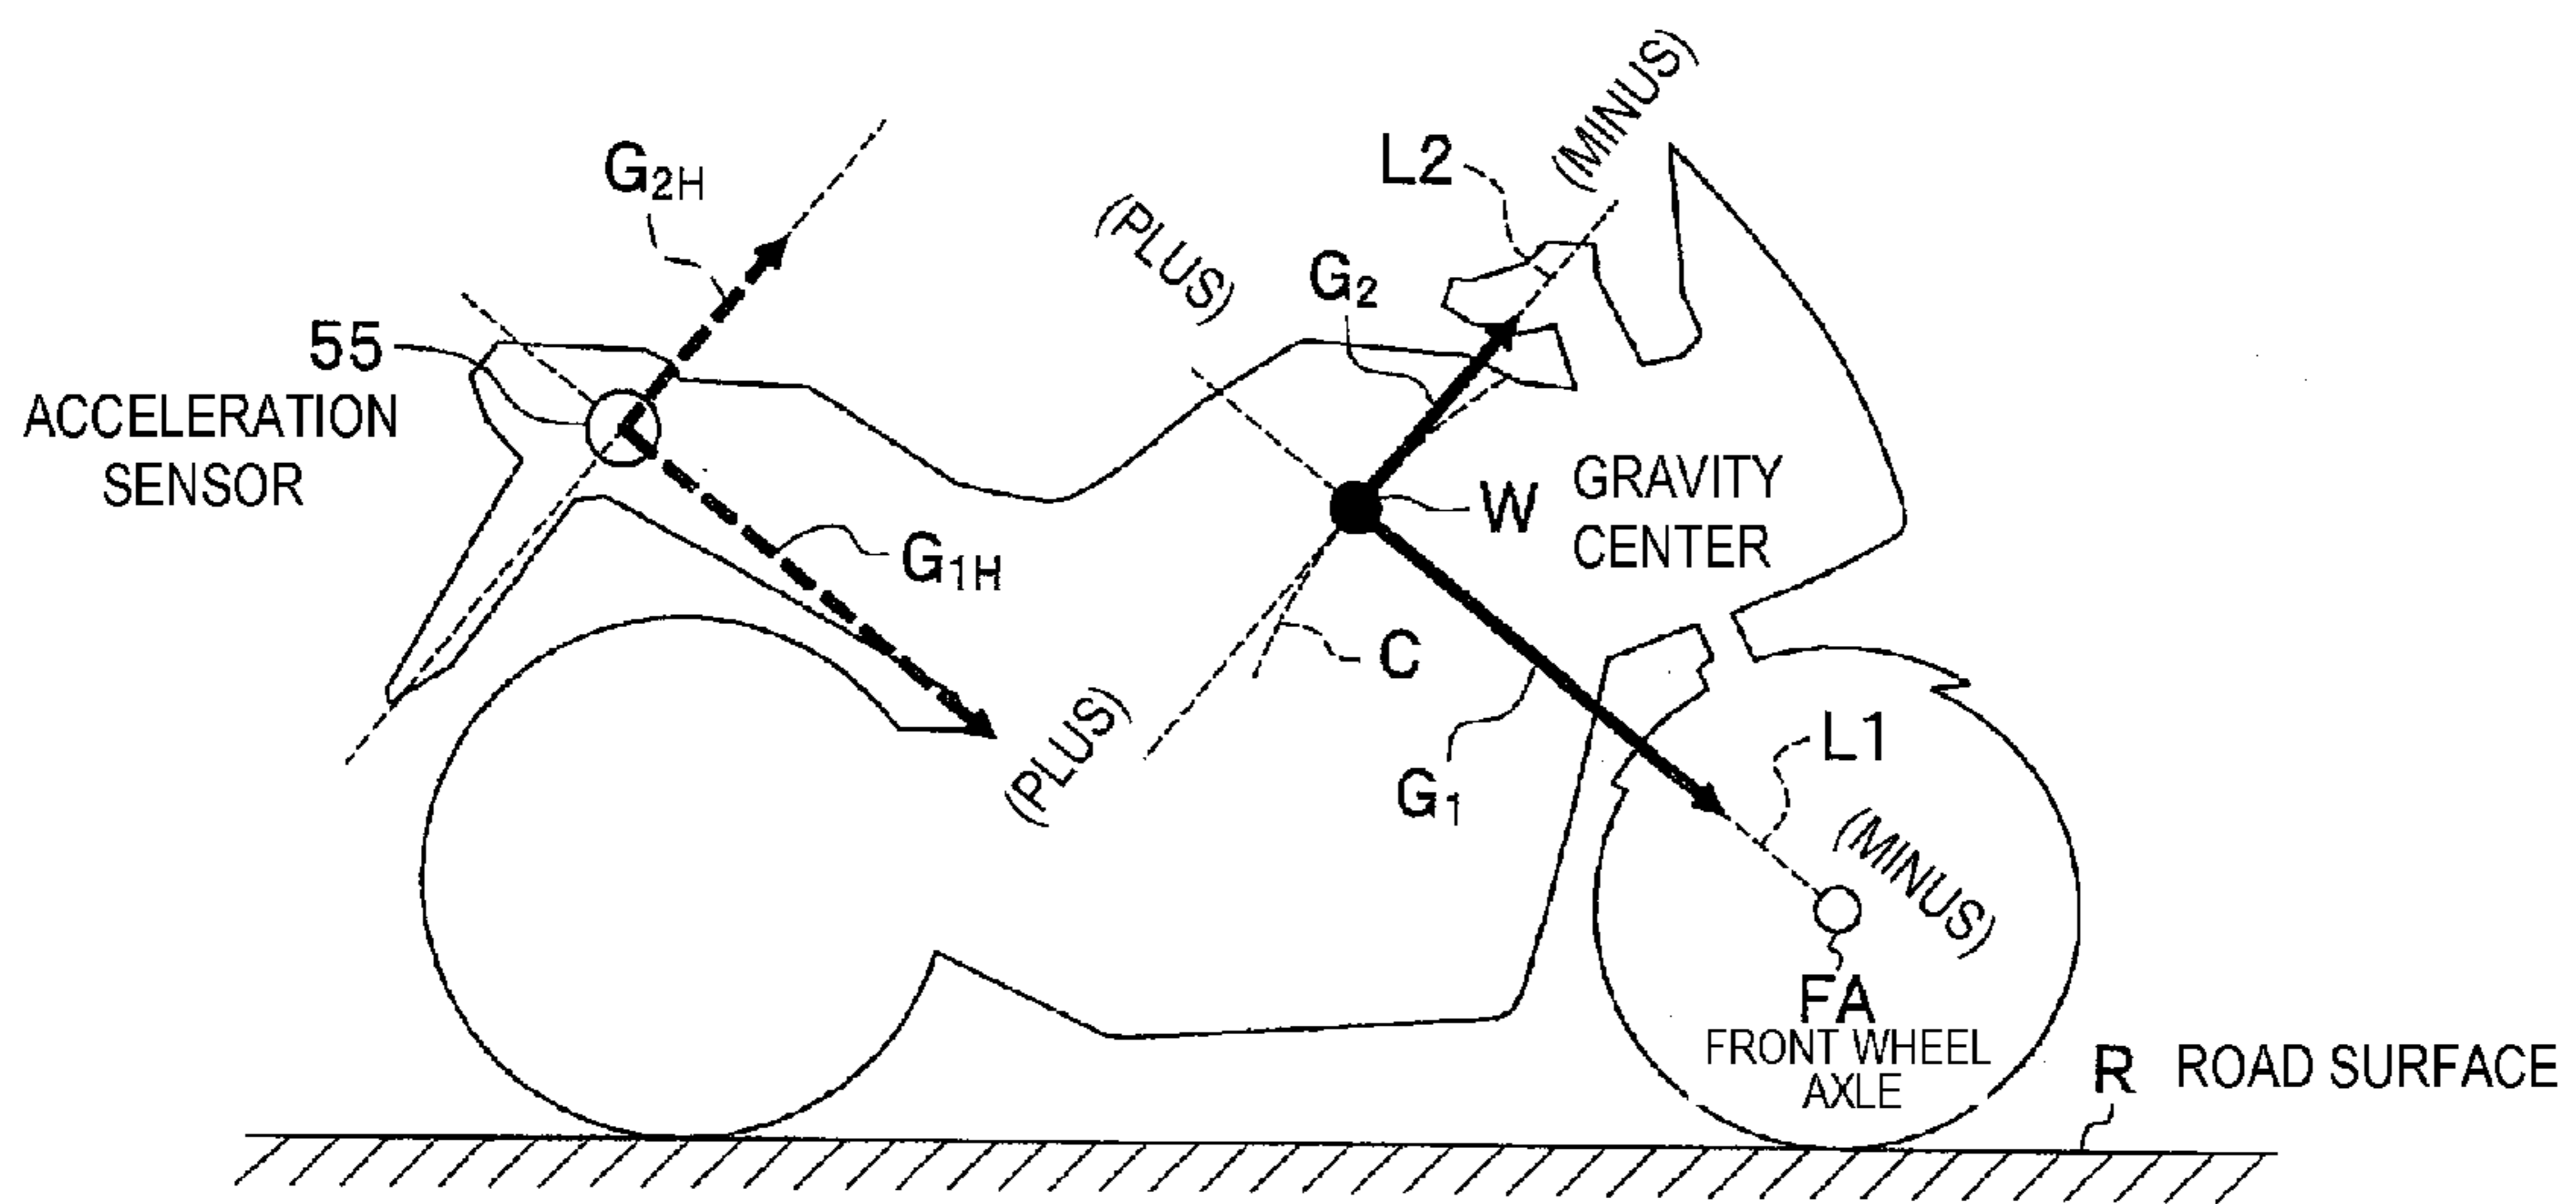 (MINUS)
G2H
L2
(PLUS)
G2
55
ACCELERATION
SENSOR
W GRAVITY
CENTER
G1H
C
(PLUS)
L1
G1
(MINUS)
FA
FRONT WHEEL
AXLE
R ROAD SURFACE